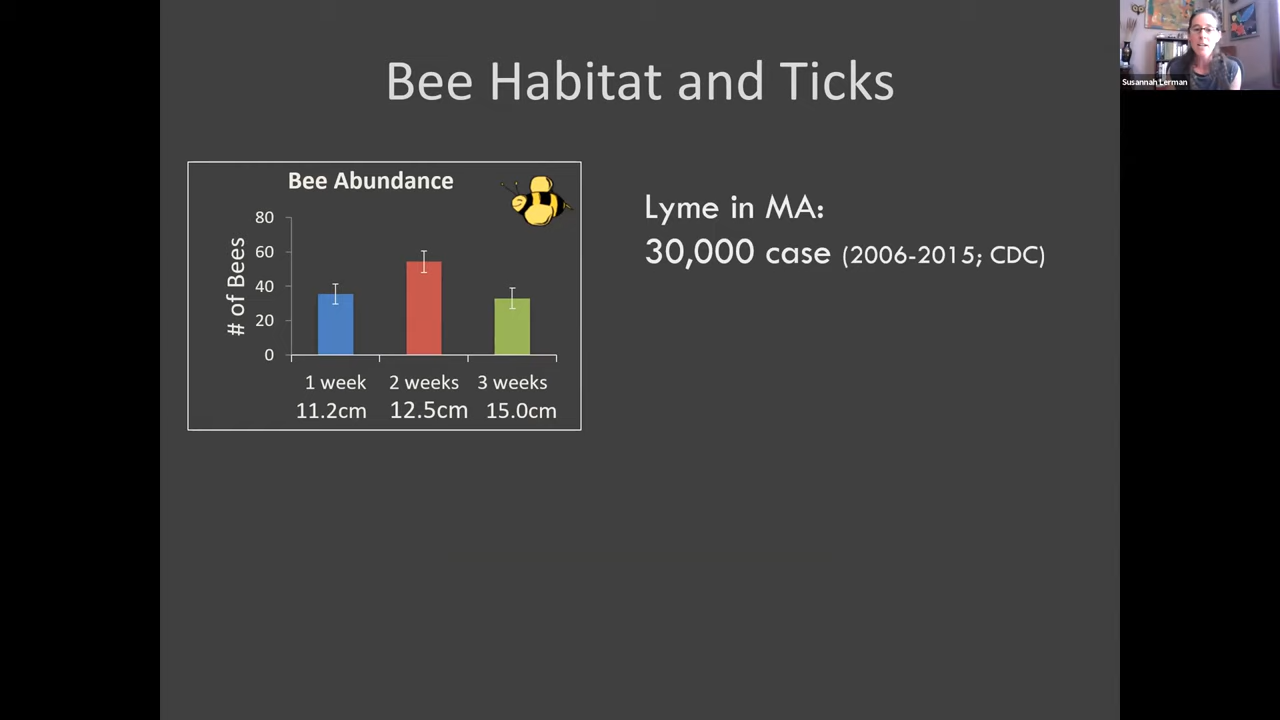 Bee Habitat and Ticks
Susannah Lerman
Bee Abundance
# of Bees
80
60
40
20
0
1 week 2 weeks 3 weeks
11.2cm 12.5cm 15.0cm
Lyme in MA:
30,000 case (2006-2015; CDC)